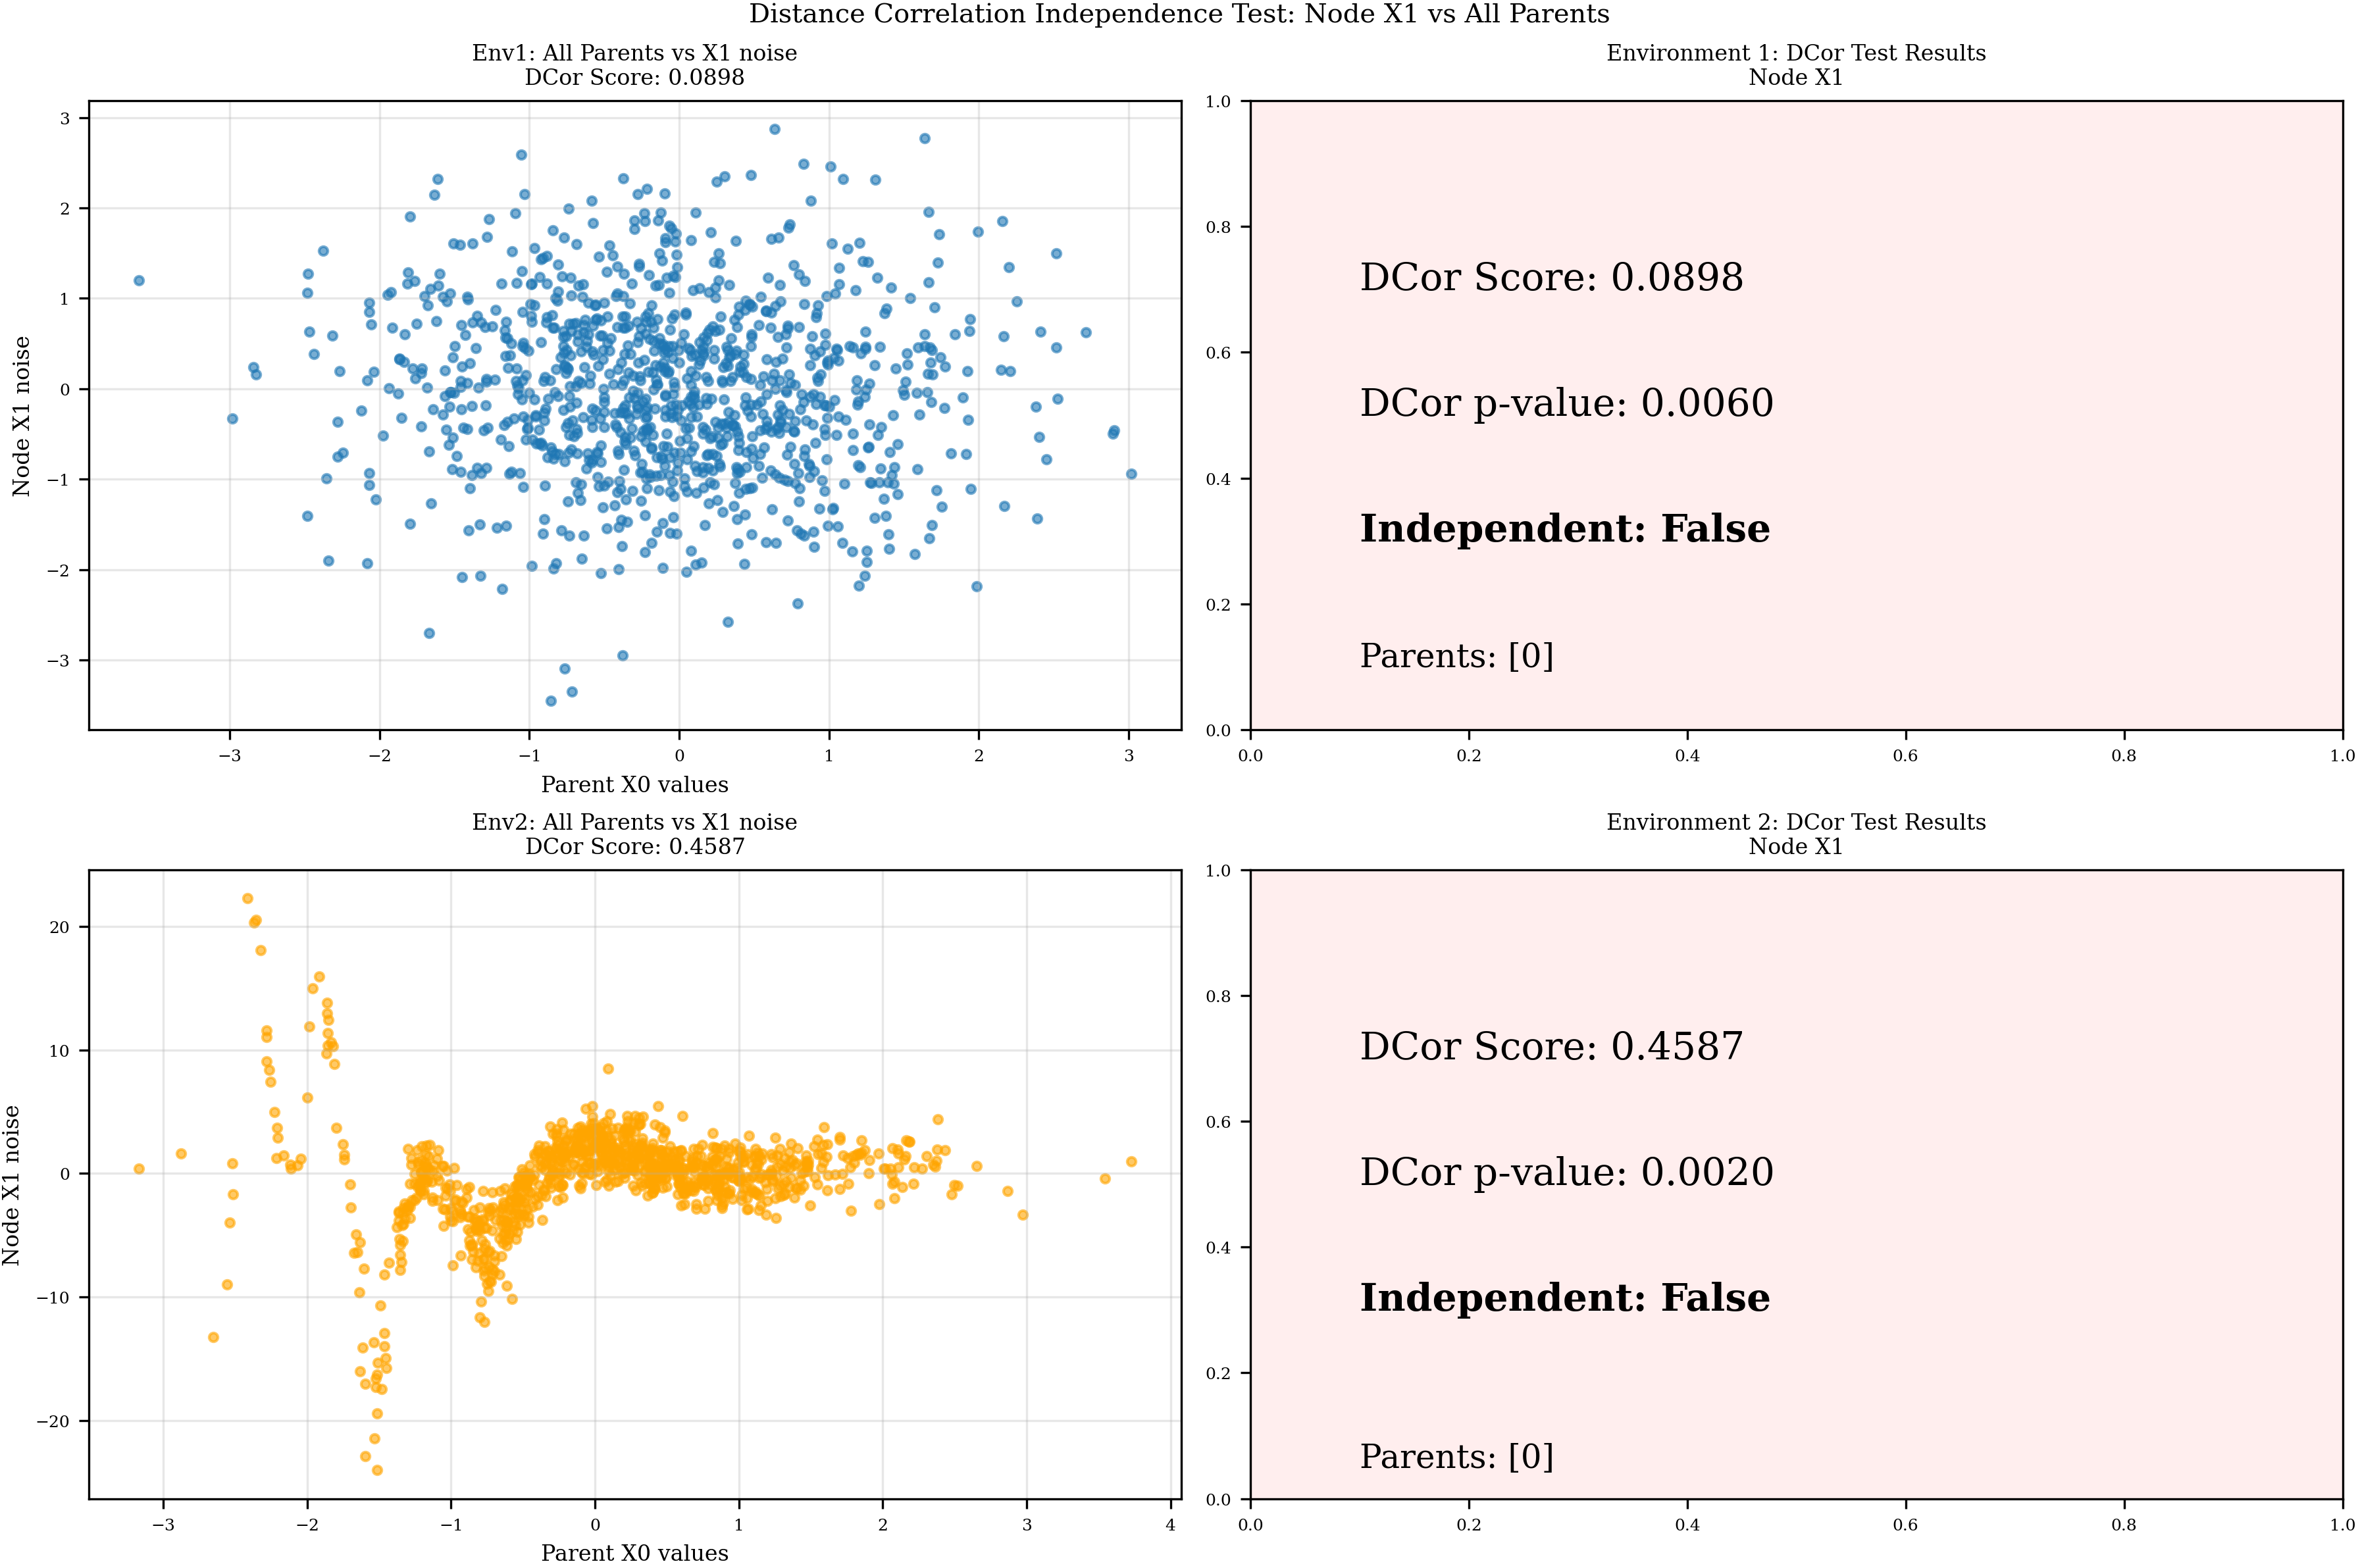 Distance Correlation Independence Test: Node X1 vs All Parents
Env1: All Parents vs X1 noise
DCor Score: 0.0898
3
2
1
0
−1
−2
−3
Node X1 noise
−3 −2 −1 0 1 2 3
Parent X0 values
Environment 1: DCor Test Results
Node X1
1.0
0.8
0.6
0.4
0.2
0.0
DCor Score: 0.0898
DCor p-value: 0.0060
Independent: False
Parents: [0]
0.0 0.2 0.4 0.6 0.8 1.0
Env2: All Parents vs X1 noise
DCor Score: 0.4587
20
10
0
−10
−20
Node X1 noise
−3 −2 −1 0 1 2 3 4
Parent X0 values
Environment 2: DCor Test Results
Node X1
1.0
0.8
0.6
0.4
0.2
0.0
DCor Score: 0.4587
DCor p-value: 0.0020
Independent: False
Parents: [0]
0.0 0.2 0.4 0.6 0.8 1.0